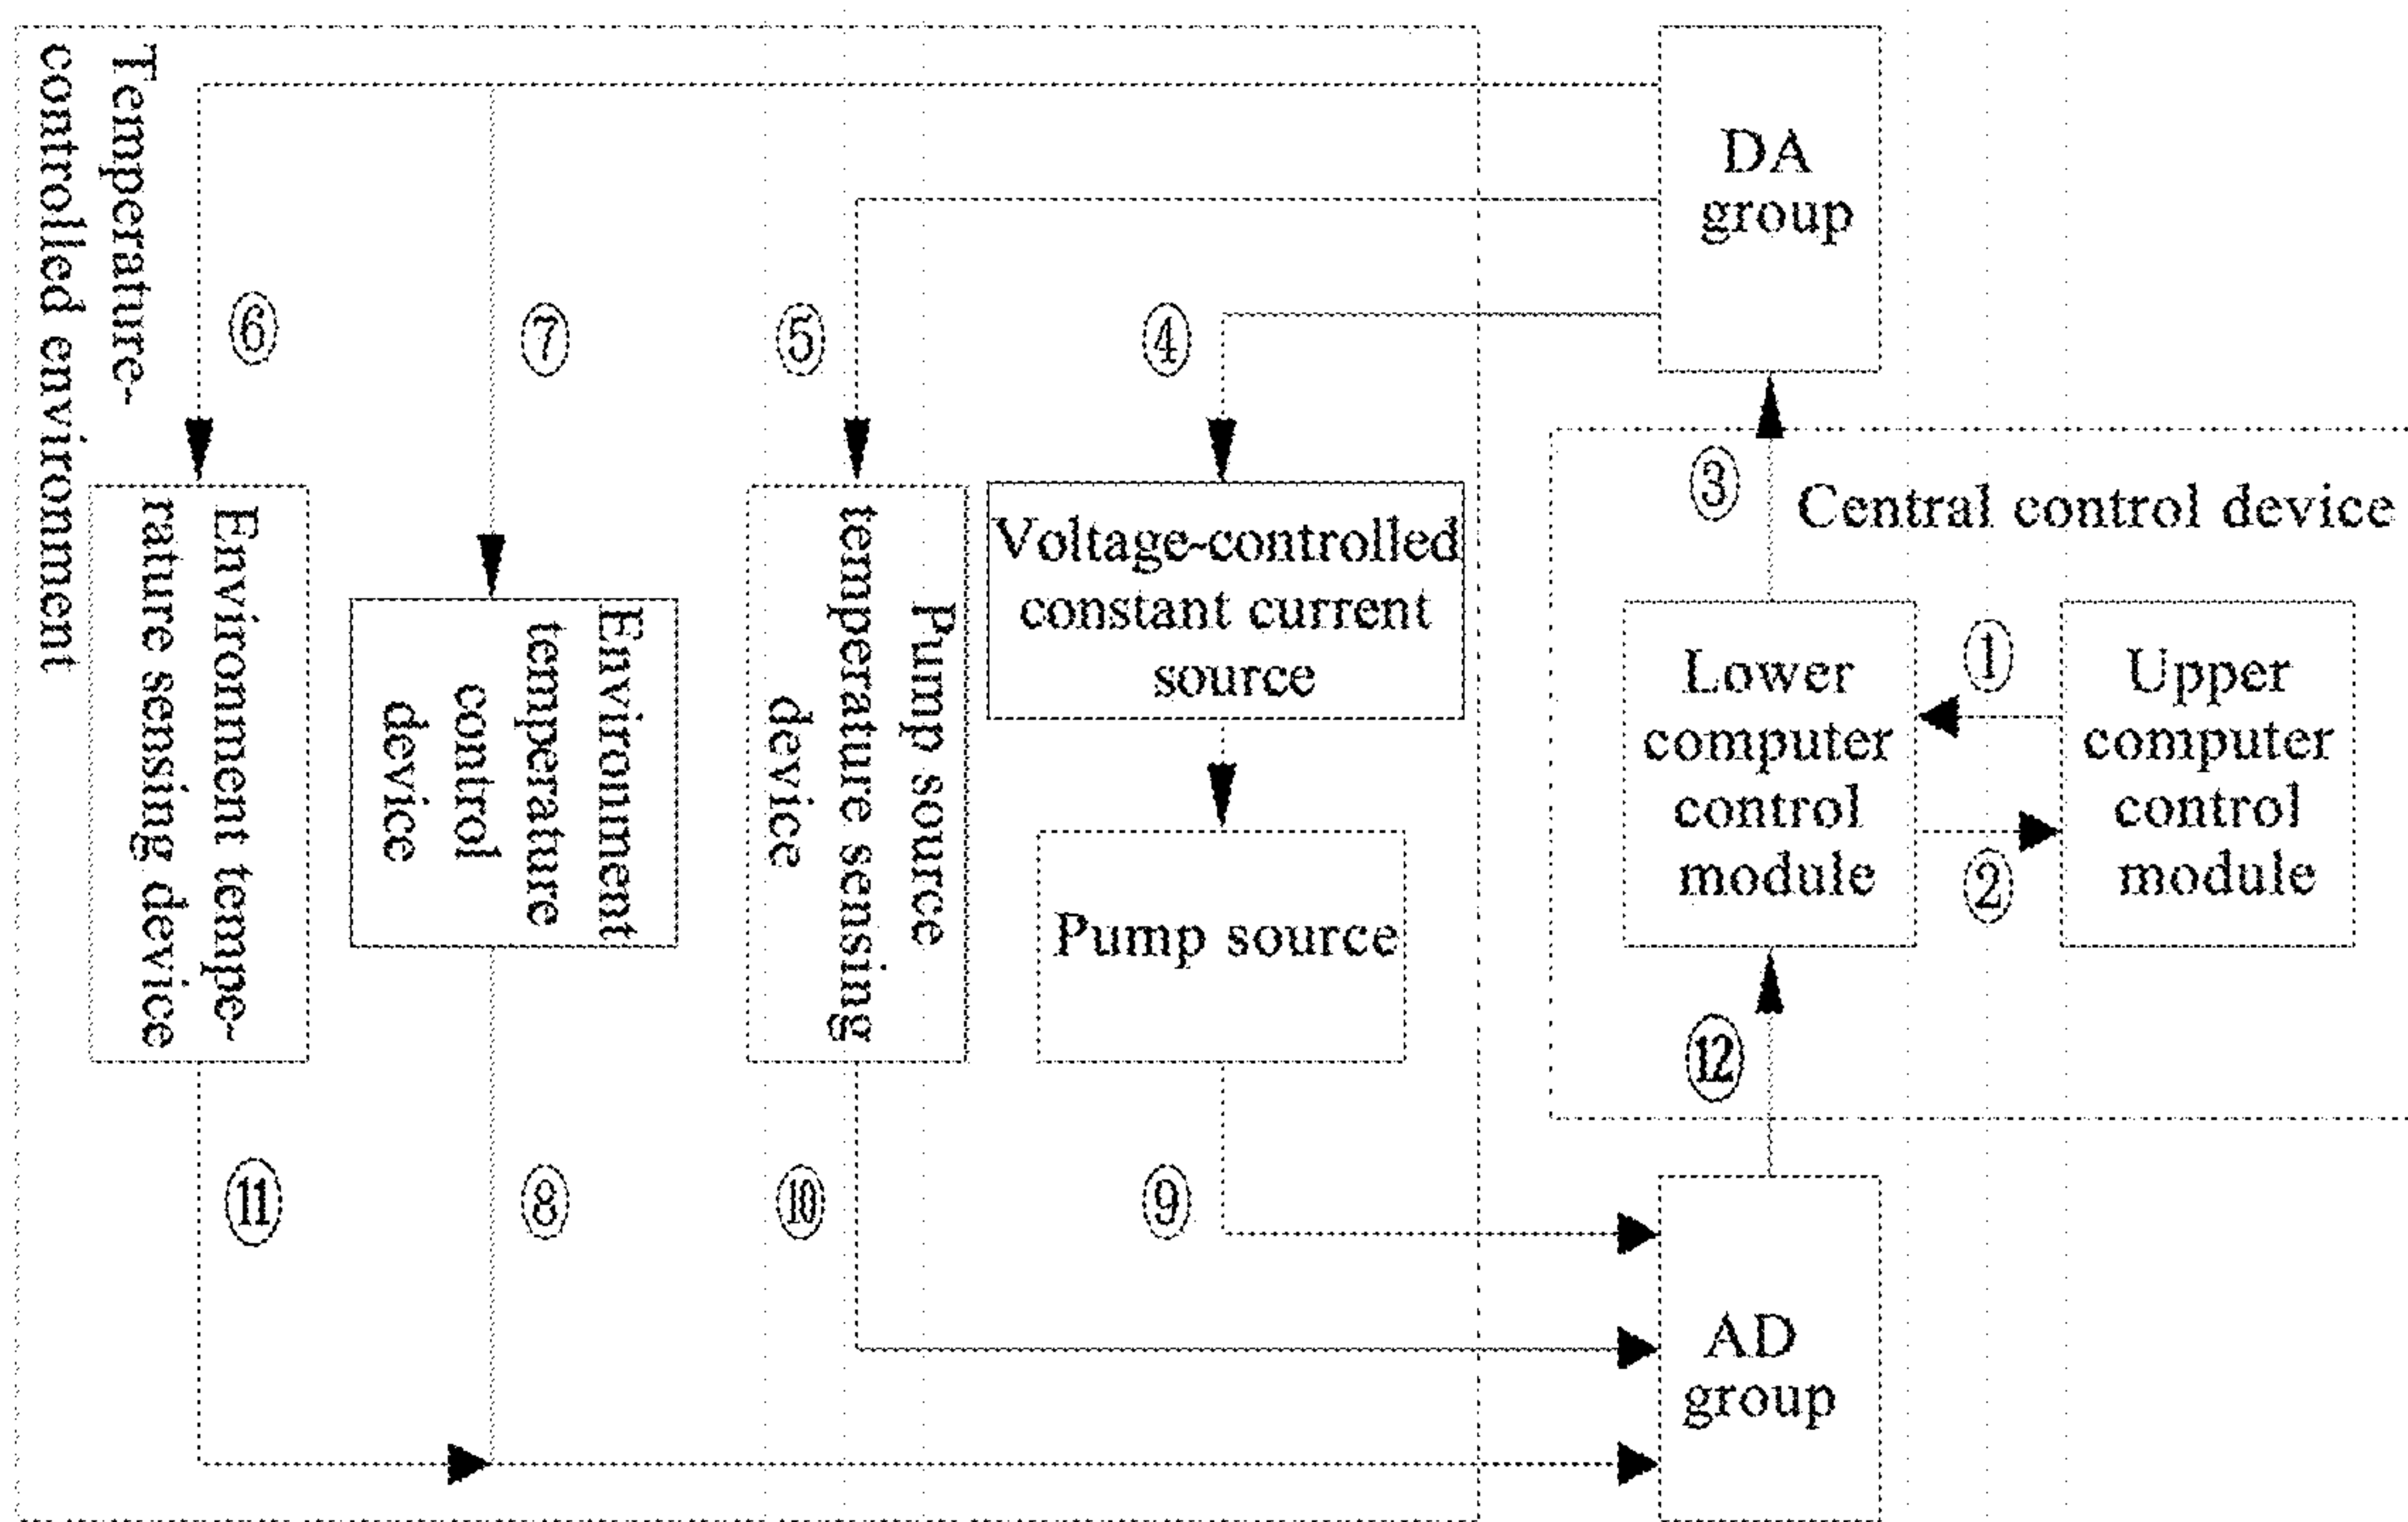 Temperature-
controlled environment
DA
group
⑥
⑦
⑤
④
③
Central control device
Environment tempe-
rature sensing device
Environment
temperature
control
device
Pump source
temperature sensing
device
Voltage-controlled
constant current
source
Pump source
Lower
computer
control
module
①
②
Upper
computer
control
module
⑫
⑪
⑧
⑩
⑨
AD
group